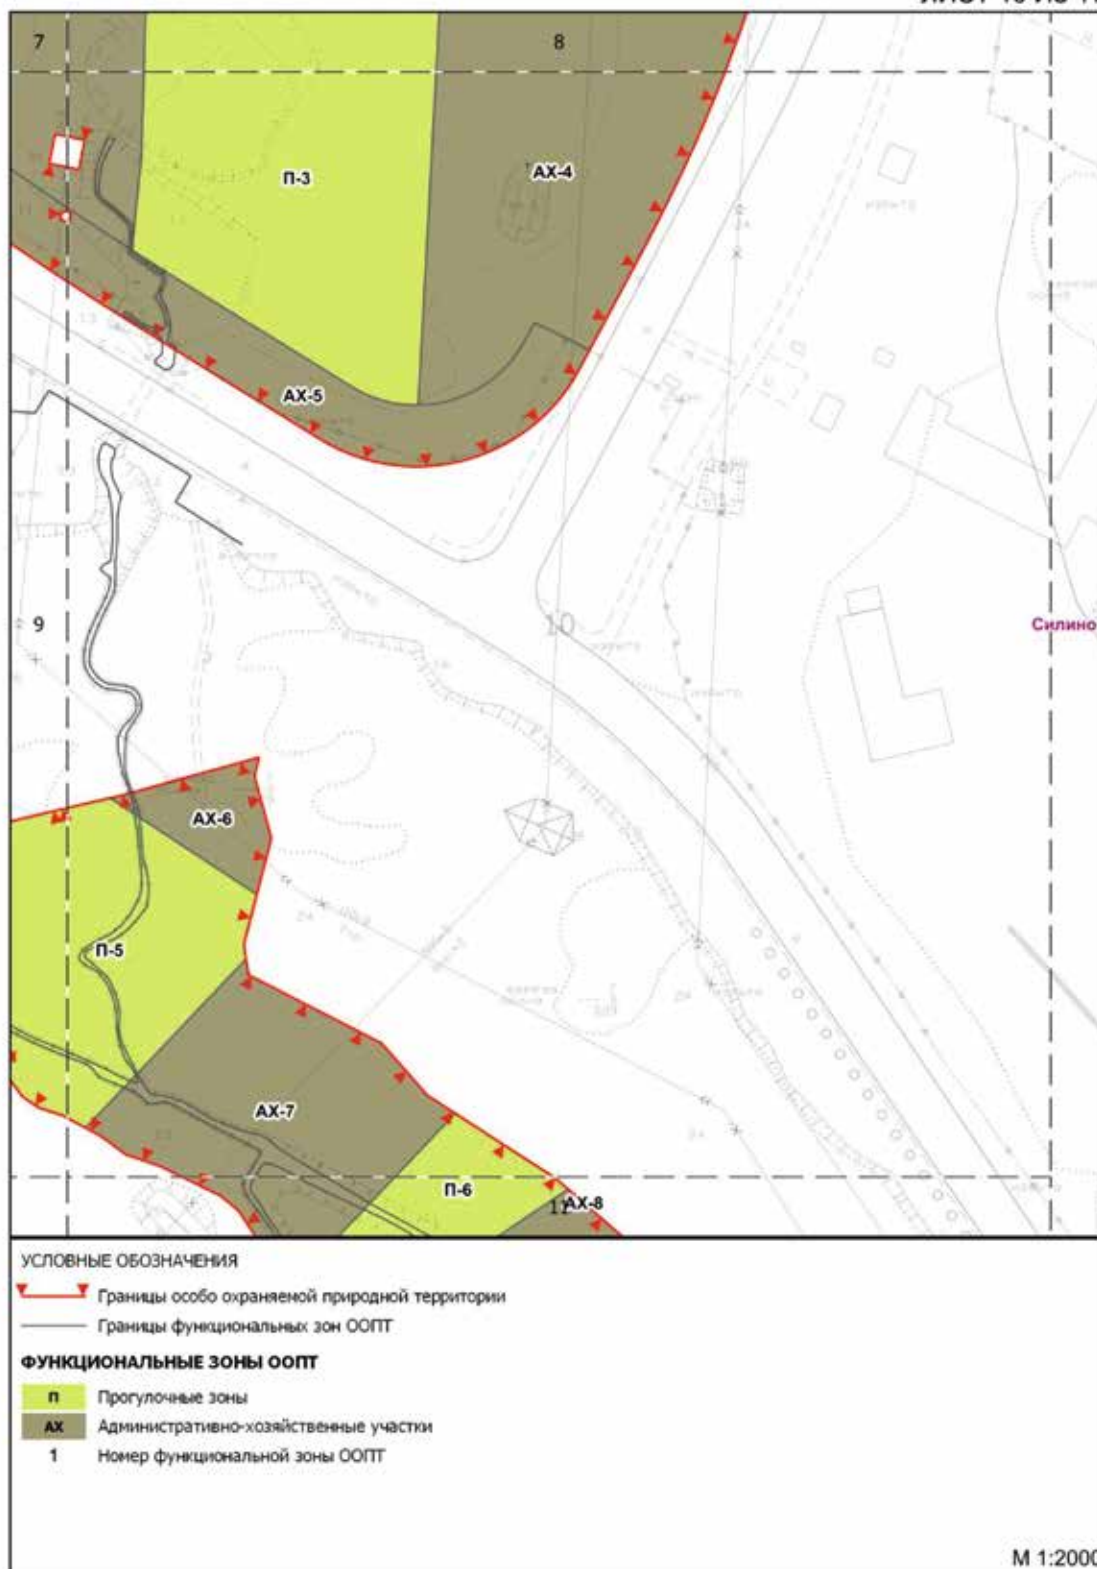 7
8
П-3
АХ-4
АХ-5
10
9
Силино
АХ-6
П-5
АХ-7
П-6
11
АХ-8
УСЛОВНЫЕ ОБОЗНАЧЕНИЯ
Границы особо охраняемой природной территории
Границы функциональных зон ООПТ
ФУНКЦИОНАЛЬНЫЕ ЗОНЫ ООПТ
П Прогулочные зоны
АХ Административно-хозяйственные участки
1 Номер функциональной зоны ООПТ
М 1:2000